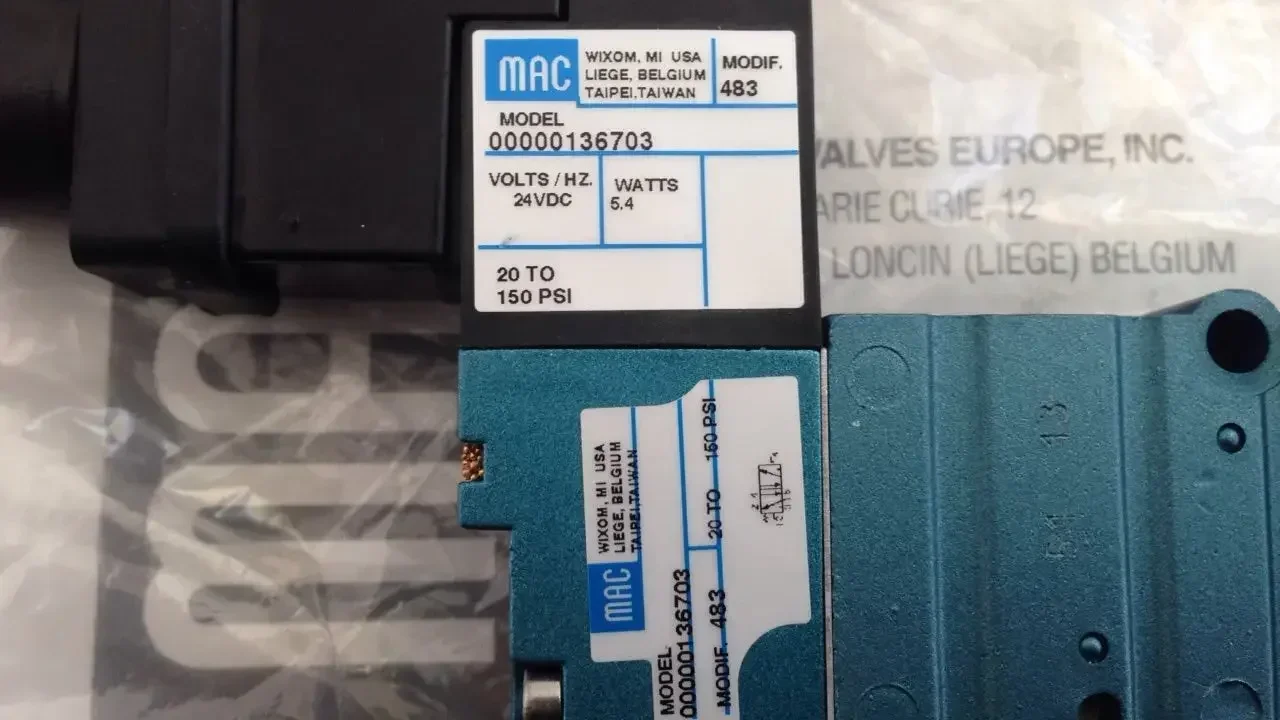 MAC
WIXOM, MI USA
LIEGE, BELGIUM
TAIPEI, TAIWAN
MODIF.
483
MODEL
00000136703
VOLTS / HZ.
24VDC
WATTS
5.4
20 TO
150 PSI
VALVES EUROPE, INC.
ARIE CURIE, 12
LONCIN (LIEGE) BELGIUM
MAC
WIXOM, MI USA
LIEGE, BELGIUM
TAIPEI, TAIWAN
MODEL
00000136703
20 TO 150 PSI
MODIF. 483
13